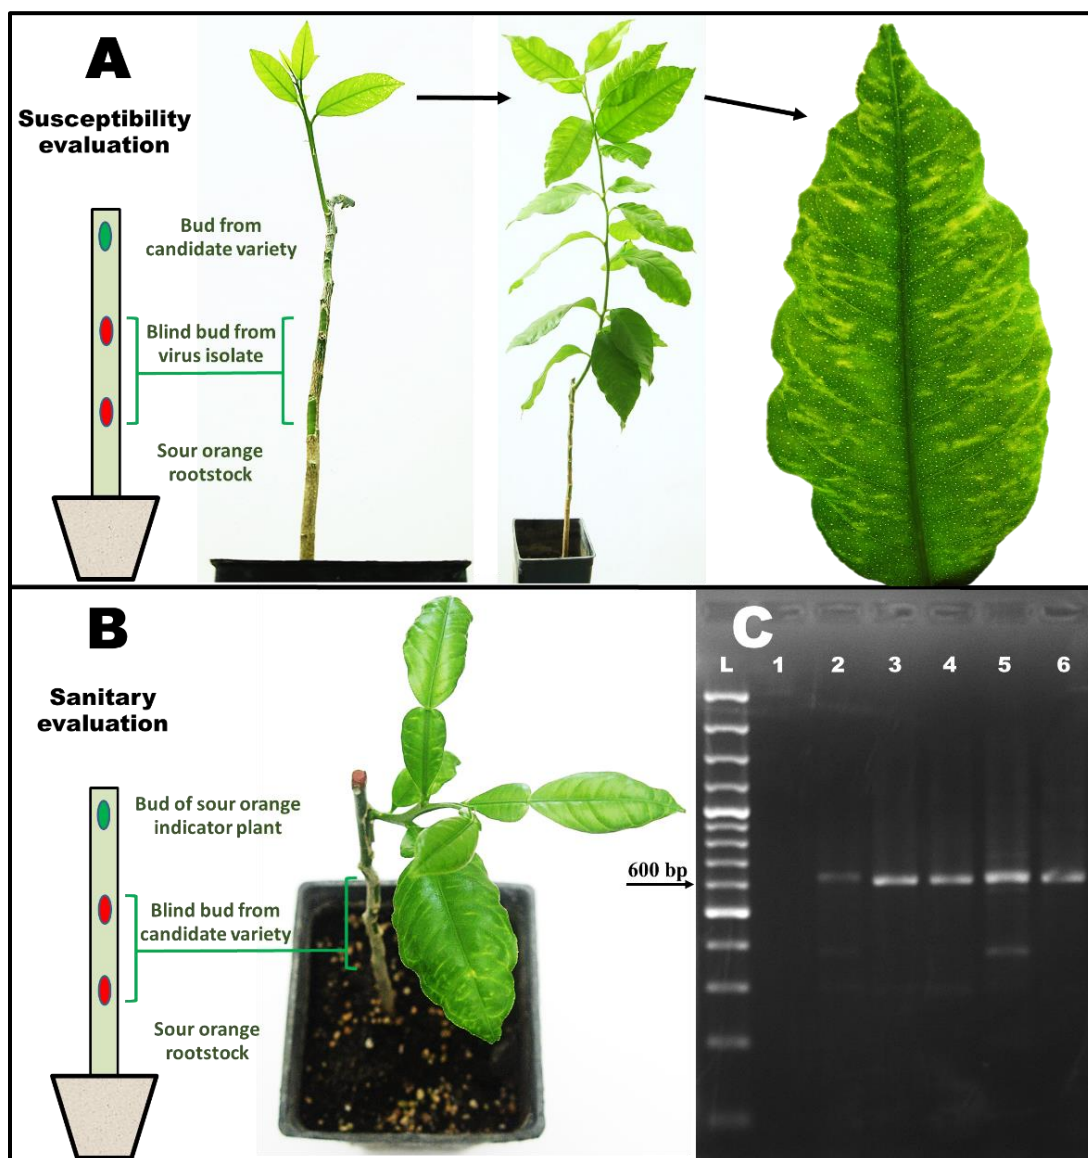 A
Susceptibility
evaluation
Bud from
candidate variety
Blind bud from
virus isolate
Sour orange
rootstock
B
Sanitary
evaluation
Bud of sour orange
indicator plant
Blind bud from
candidate variety
Sour orange
rootstock
C
L 1 2 3 4 5 6
600 bp